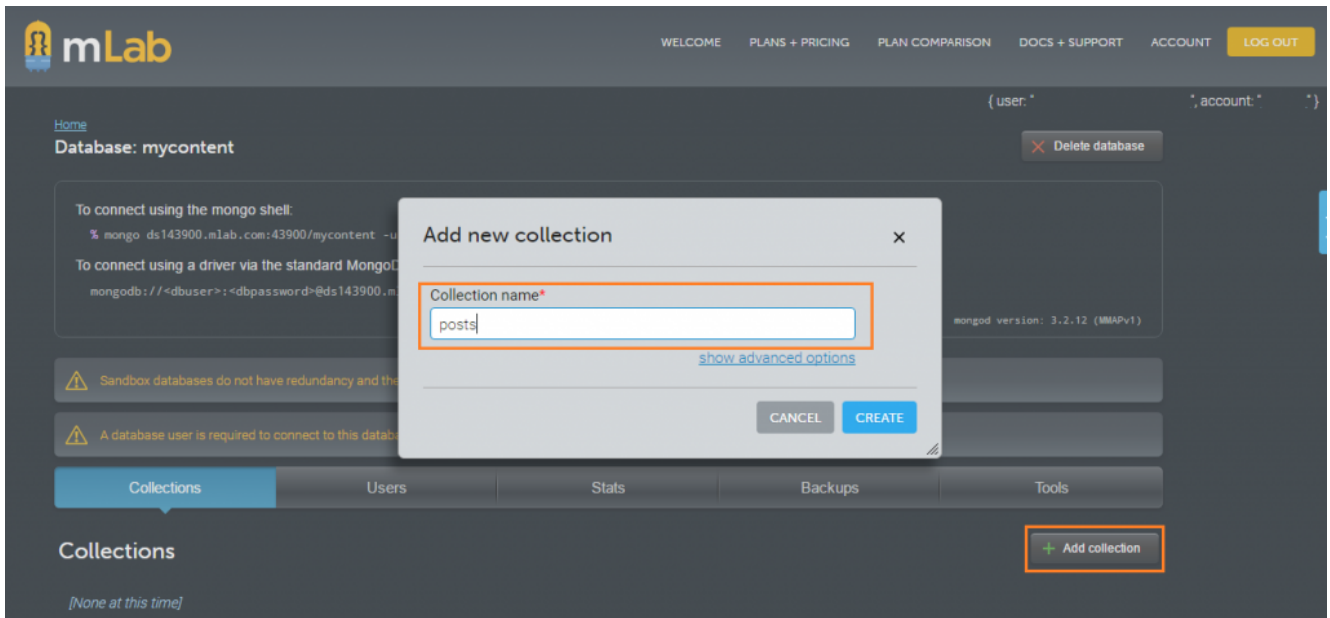 mLab
WELCOME PLANS + PRICING PLAN COMPARISON DOCS + SUPPORT ACCOUNT LOG OUT
{ user: " ", account: " " }
Home
Database: mycontent
Delete database
To connect using the mongo shell:
% mongo ds143900.mlab.com:43900/mycontent -u
To connect using a driver via the standard MongoD
mongodb://<dbuser>:<dbpassword>@ds143900.m
mongod version: 3.2.12 (MMAPv1)
Add new collection
×
Collection name*
posts
show advanced options
CANCEL CREATE
Sandbox databases do not have redundancy and the
A database user is required to connect to this databa
Collections Users Stats Backups Tools
Collections
+ Add collection
[None at this time]